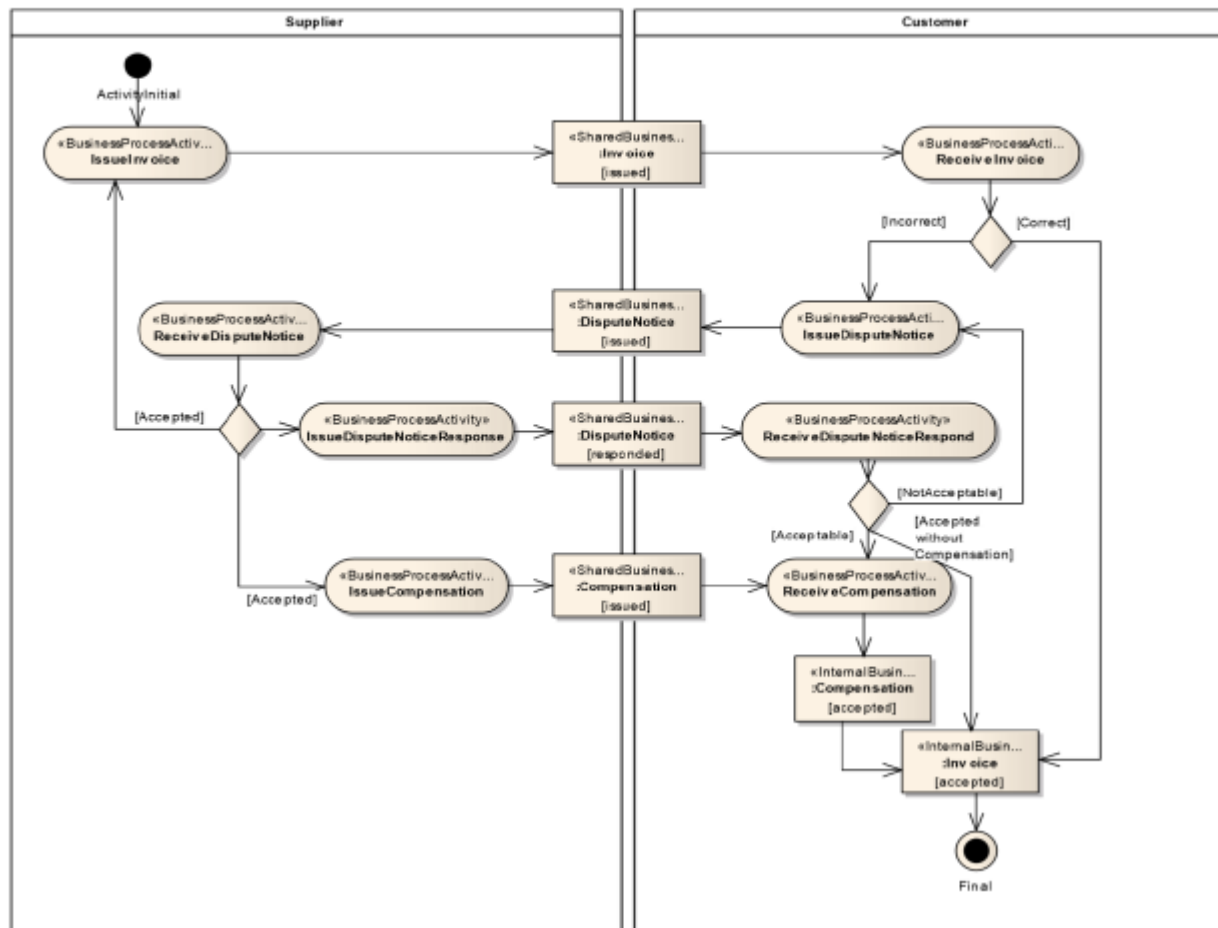 Supplier
Customer
ActivityInitial
«BusinessProcessActiv...
IssueInvoice
«SharedBusines...
:Invoice
[issued]
«BusinessProcessActi...
ReceiveInvoice
[Incorrect]
[Correct]
«BusinessProcessActiv...
ReceiveDisputeNotice
«SharedBusines...
:DisputeNotice
[issued]
«BusinessProcessActi...
IssueDisputeNotice
[Accepted]
«BusinessProcessActivity»
IssueDisputeNoticeResponse
«SharedBusines...
:DisputeNotice
[responded]
«BusinessProcessActivity»
ReceiveDisputeNoticeRespond
[NotAcceptable]
[Acceptable]
[Accepted
without
Compensation]
[Accepted]
«BusinessProcessActiv...
IssueCompensation
«SharedBusines...
:Compensation
[issued]
«BusinessProcessActiv...
ReceiveCompensation
«InternalBusin...
:Compensation
[accepted]
«InternalBusin...
:Invoice
[accepted]
Final